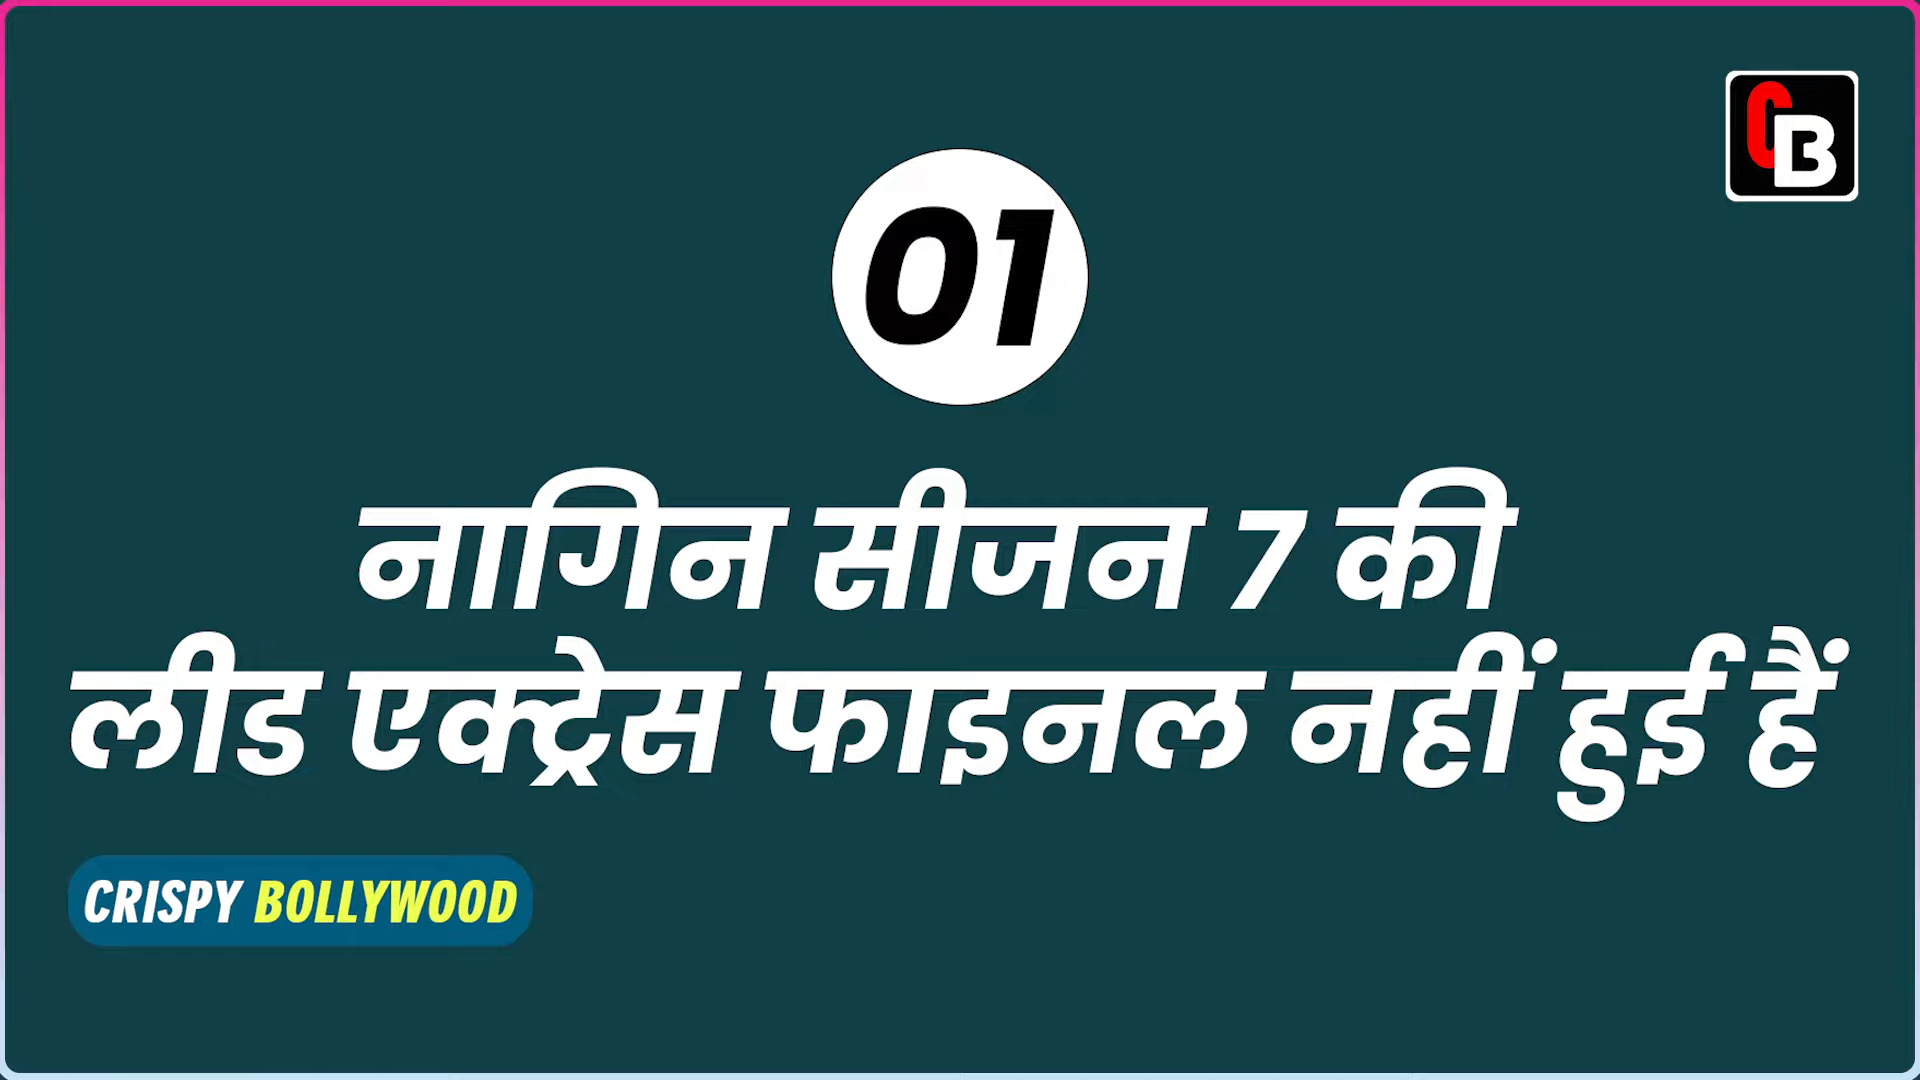 CB
01
नागिन सीजन 7 की
लीड एक्ट्रेस फाइनल नहीं हुई हैं
CRISPY BOLLYWOOD